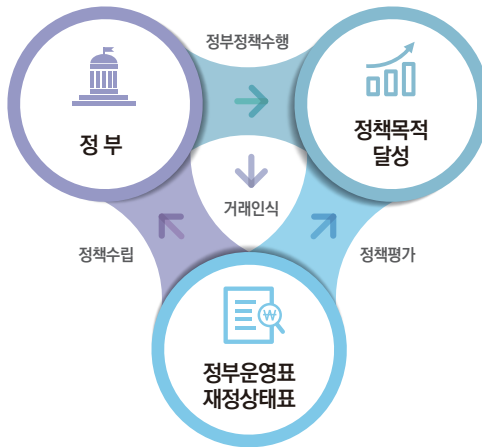 정부정책수행
정 부
정책목적
달성
거래인식
정책수립
정책평가
₩
정부운영표
재정상태표